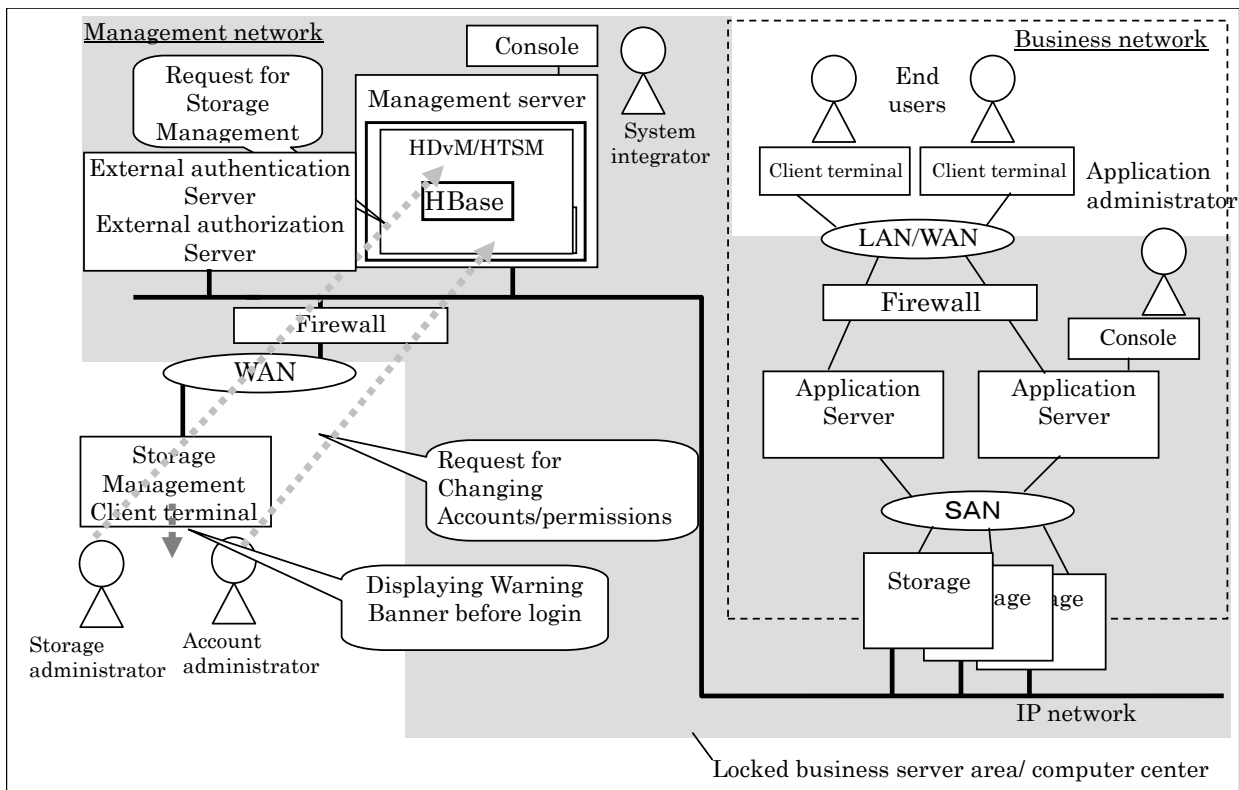 Management network
Request for
Storage
Management
Console
Management server
HDvM/HTSM
HBase
System
integrator
External authentication
Server
External authorization
Server
Firewall
WAN
Storage
Management
Client terminal
Request for
Changing
Accounts/permissions
Displaying Warning
Banner before login
Storage
administrator
Account
administrator
Business network
End
users
Client terminal
Client terminal
Application
administrator
LAN/WAN
Firewall
Console
Application
Server
Application
Server
SAN
Storage
age
age
IP network
Locked business server area/ computer center